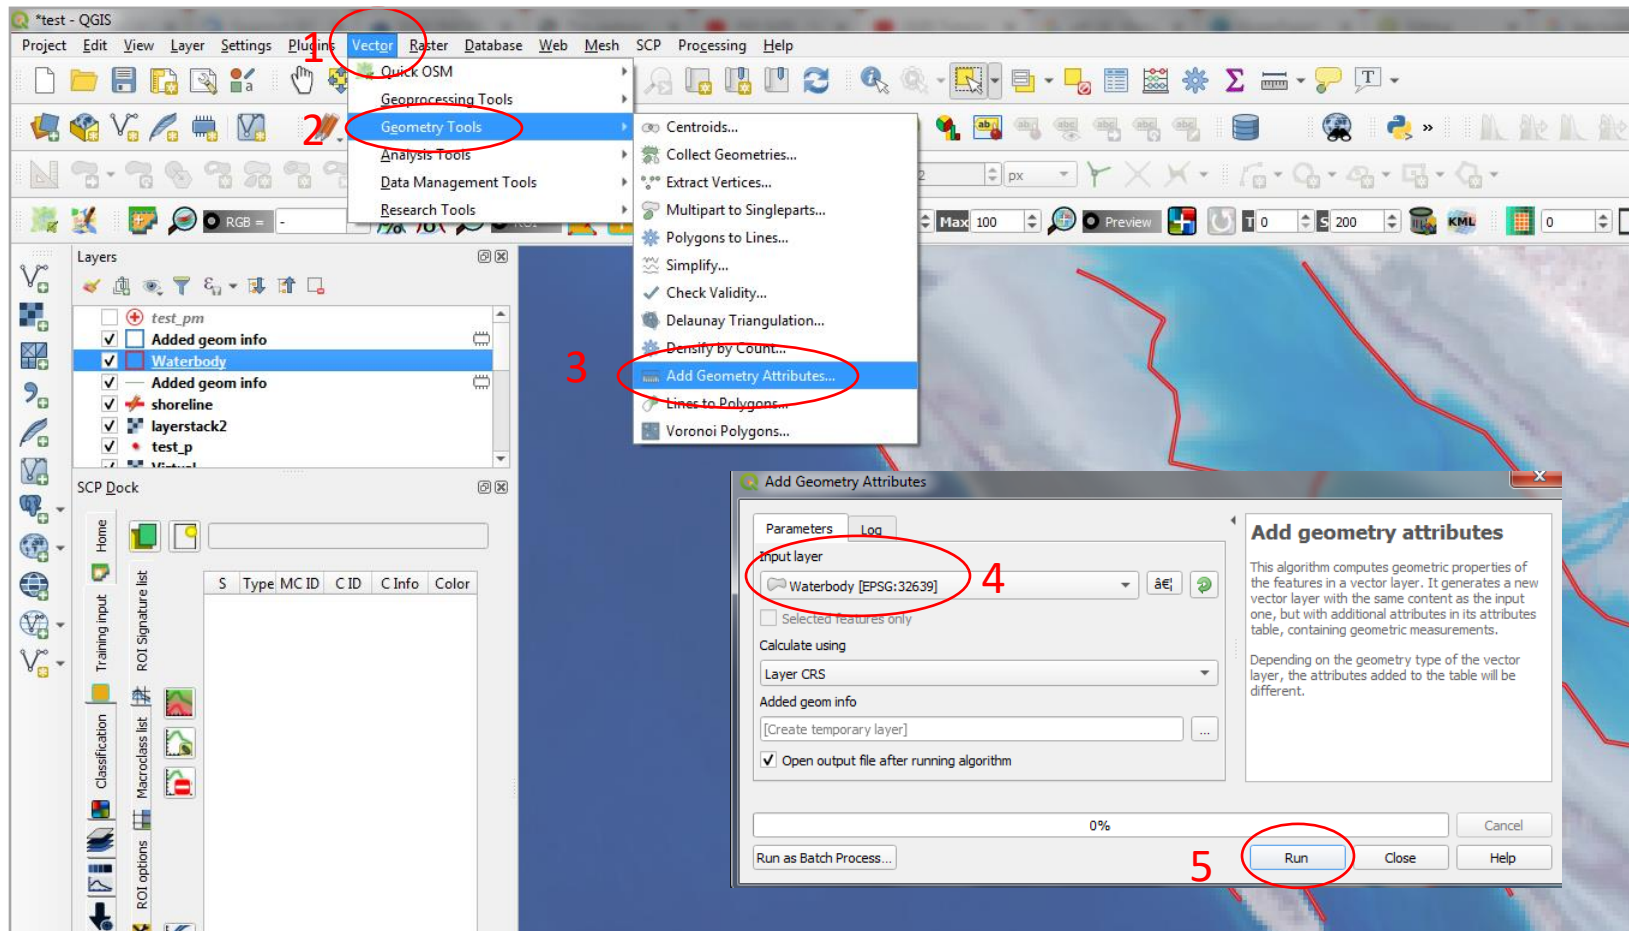 *test - QGIS
Project Edit View Layer Settings Plugins Vector Raster Database Web Mesh SCP Processing Help
1
Quick OSM
Geoprocessing Tools
2
Geometry Tools
Analysis Tools
Data Management Tools
Research Tools
Centroids...
Collect Geometries...
Extract Vertices...
Multipart to Singleparts...
Polygons to Lines...
Simplify...
Check Validity...
Delaunay Triangulation...
Densify by Count...
3
Add Geometry Attributes...
Lines to Polygons...
Voronoi Polygons...
px
RGB = -
Max 100
Preview
T 0
S 200
KML
0
Layers
test_pm
Added geom info
Waterbody
Added geom info
shoreline
layerstack2
test_p
Virtual
SCP Dock
Home
Training input
Classification
ROI Signature list
Macroclass list
ROI options
S Type MC ID C ID C Info Color
Add Geometry Attributes
Parameters Log
Input layer
Waterbody [EPSG:32639]
4
â€¦
Selected features only
Calculate using
Layer CRS
Added geom info
[Create temporary layer]
...
Open output file after running algorithm
Add geometry attributes
This algorithm computes geometric properties of
the features in a vector layer. It generates a new
vector layer with the same content as the input
one, but with additional attributes in its attributes
table, containing geometric measurements.
Depending on the geometry type of the vector
layer, the attributes added to the table will be
different.
0%
Cancel
Run as Batch Process...
5
Run
Close
Help